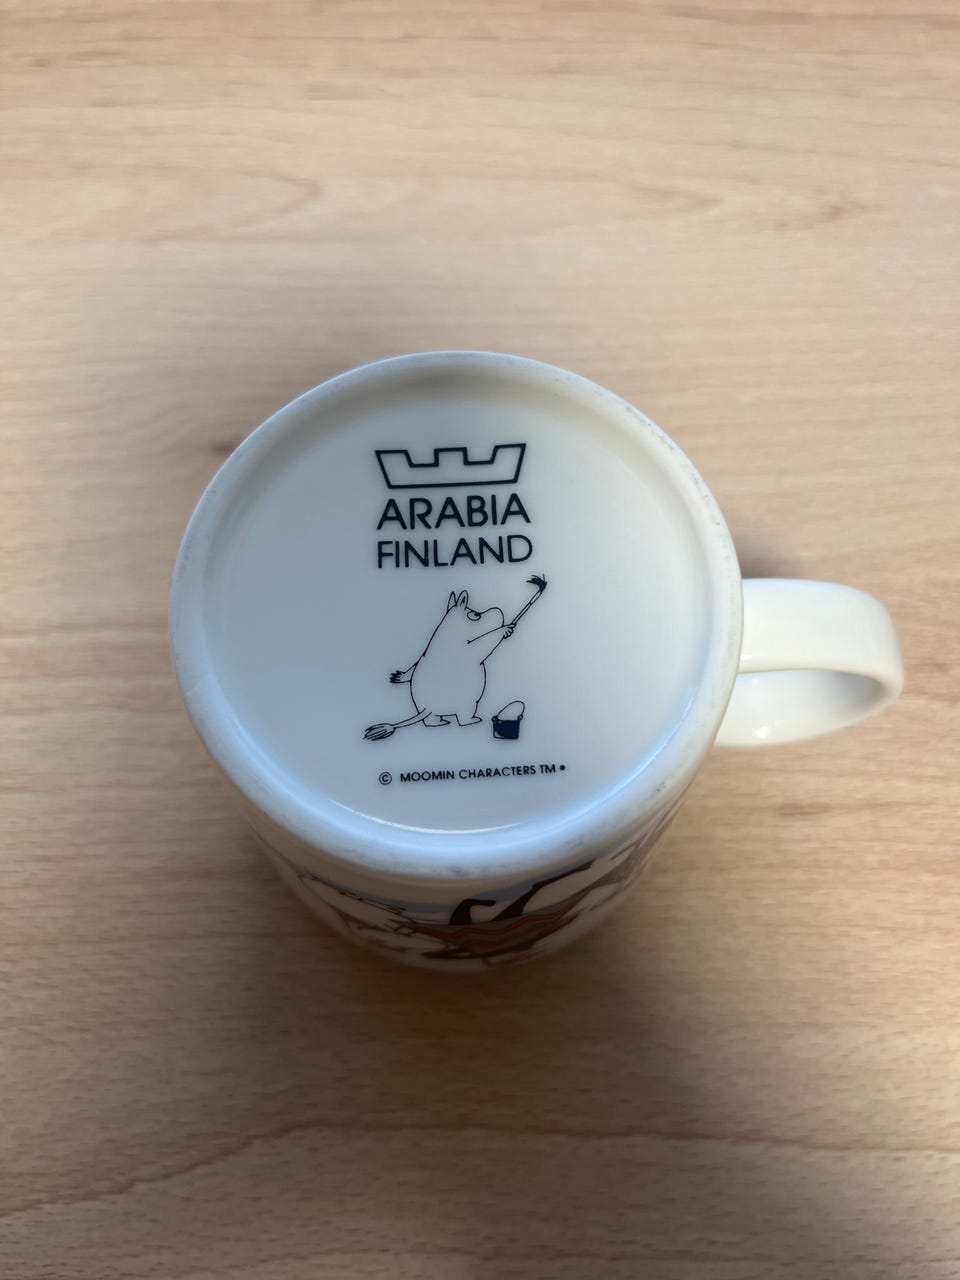 ARABIA
FINLAND
© MOOMIN CHARACTERS TM •